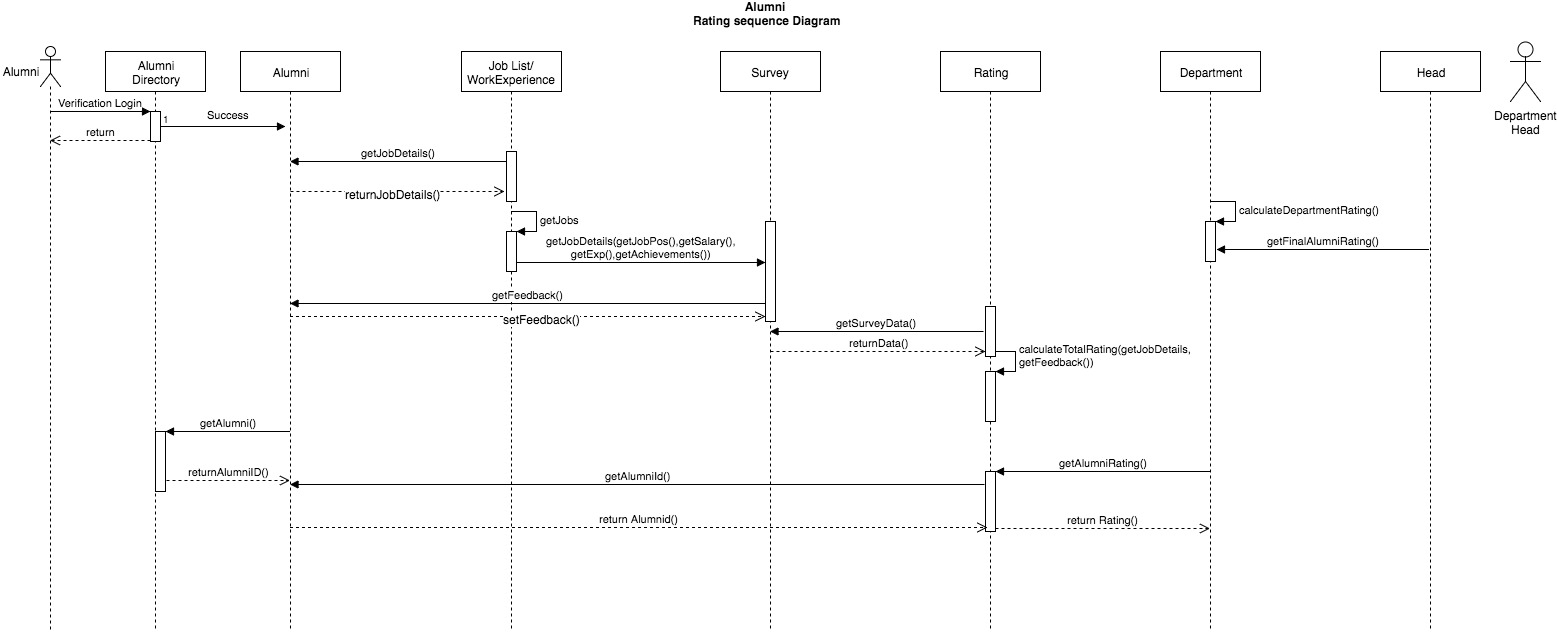 Alumni
Rating sequence Diagram
Alumni
Alumni
Directory
Alumni
Job List/
WorkExperience
Survey
Rating
Department
Head
Department
Head
Verification Login
1
Success
return
getJobDetails()
returnJobDetails()
getJobs
calculateDepartmentRating()
getJobDetails(getJobPos(),getSalary(),
getExp(),getAchievements())
getFinalAlumniRating()
getFeedback()
setFeedback()
getSurveyData()
returnData()
calculateTotalRating(getJobDetails,
getFeedback())
getAlumni()
returnAlumniID()
getAlumniId()
getAlumniRating()
return Alumnid()
return Rating()